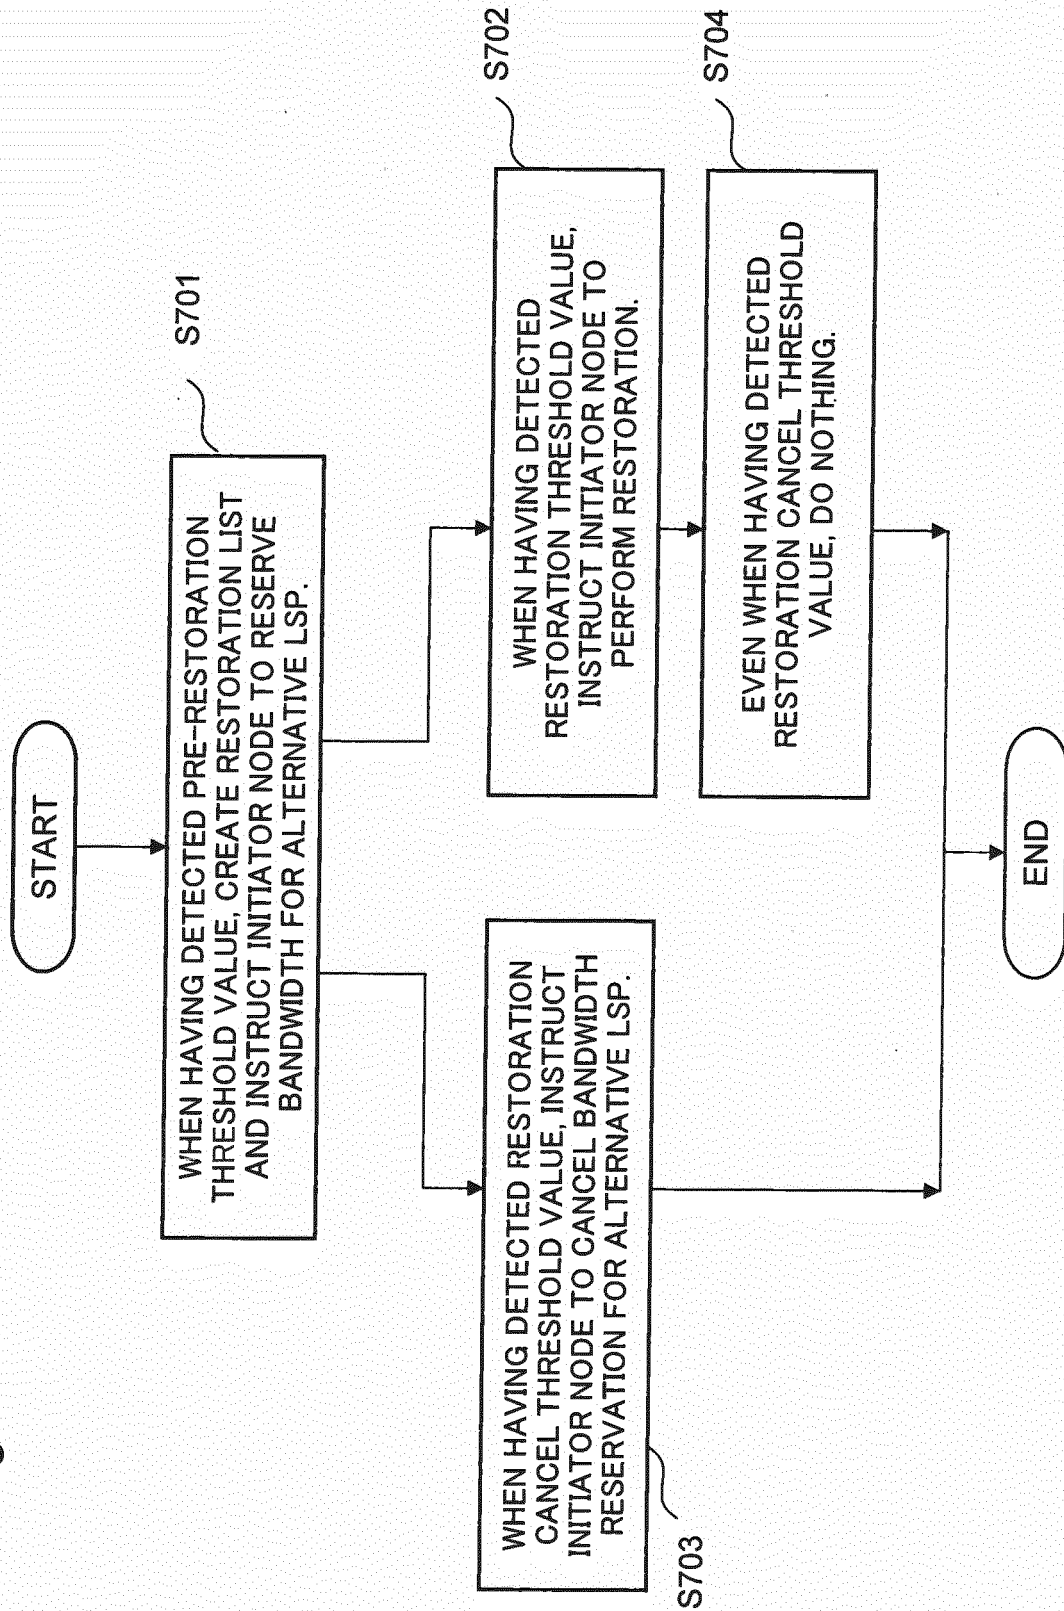 START
S701
WHEN HAVING DETECTED PRE-RESTORATION
THRESHOLD VALUE, CREATE RESTORATION LIST
AND INSTRUCT INITIATOR NODE TO RESERVE
BANDWIDTH FOR ALTERNATIVE LSP.
S703
WHEN HAVING DETECTED RESTORATION
CANCEL THRESHOLD VALUE, INSTRUCT
INITIATOR NODE TO CANCEL BANDWIDTH
RESERVATION FOR ALTERNATIVE LSP.
S702
WHEN HAVING DETECTED
RESTORATION THRESHOLD VALUE,
INSTRUCT INITIATOR NODE TO
PERFORM RESTORATION.
S704
EVEN WHEN HAVING DETECTED
RESTORATION CANCEL THRESHOLD
VALUE, DO NOTHING.
END